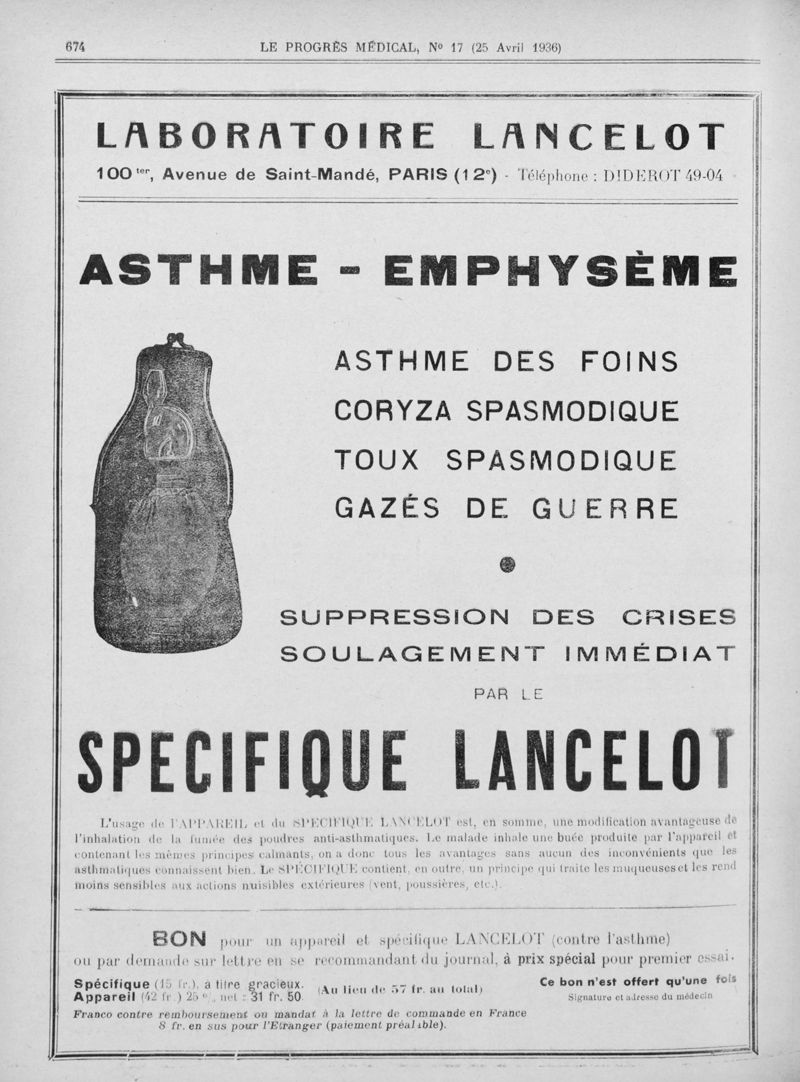 674
LE PROGRÈS MÉDICAL, No 17 (25 Avril 1936)
LABORATOIRE LANCELOT
100 ter, Avenue de Saint-Mandé, PARIS (12e) - Téléphone : DIDEROT 49-04
ASTHME - EMPHYSÈME
ASTHME DES FOINS
CORYZA SPASMODIQUE
TOUX SPASMODIQUE
GAZÉS DE GUERRE
SUPPRESSION DES CRISES
SOULAGEMENT IMMÉDIAT
PAR LE
SPECIFIQUE LANCELOT
L'usage de l'APPAREIL et du SPECIFIQUE LANCELOT est, en somme, une modification avantageuse de
l'inhalation de la fumée des poudres anti-asthmatiques. Le malade inhale une buée produite par l'appareil et
contenant les mêmes principes calmants, on a donc tous les avantages sans aucun des inconvénients que les
asthmatiques connaissent bien. Le SPÉCIFIQUE contient, en outre, un principe qui traite les muqueuses et les rend
moins sensibles aux actions nuisibles extérieures (vent, poussières, etc.).
BON pour un appareil et spécifique LANCELOT (contre l'asthme)
ou par demande sur lettre en se recommandant du journal, à prix spécial pour premier essai.
Spécifique (15 fr.), à titre gracieux.
Appareil (42 fr.) 25 %, net : 31 fr. 50
(Au lieu de 57 fr. au total)
Ce bon n'est offert qu'une fois
Signature et adresse du médecin
Franco contre remboursement ou mandat à la lettre de commande en France
8 fr. en sus pour l'Etranger (paiement préalable).